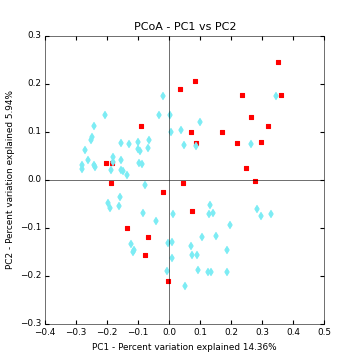 PCoA - PC1 vs PC2
0.3
0.2
0.1
0.0
−0.1
−0.2
−0.3
PC2 - Percent variation explained 5.94%
−0.4 −0.3 −0.2 −0.1 0.0 0.1 0.2 0.3 0.4 0.5
PC1 - Percent variation explained 14.36%